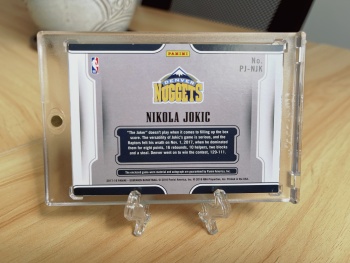 PANINI
No.
PJ-NJK
NBA
DENVER
NUGGETS
NIKOLA JOKIC
"The Joker" doesn't play when it comes to filling up the box
score. The versatility of Jokic's game is serious, and the
Raptors felt his wrath on Nov. 1, 2017, when he dominated
them for eight points, 16 rebounds, 10 helpers, two blocks
and a steal. Denver went on to win the contest, 129-111.